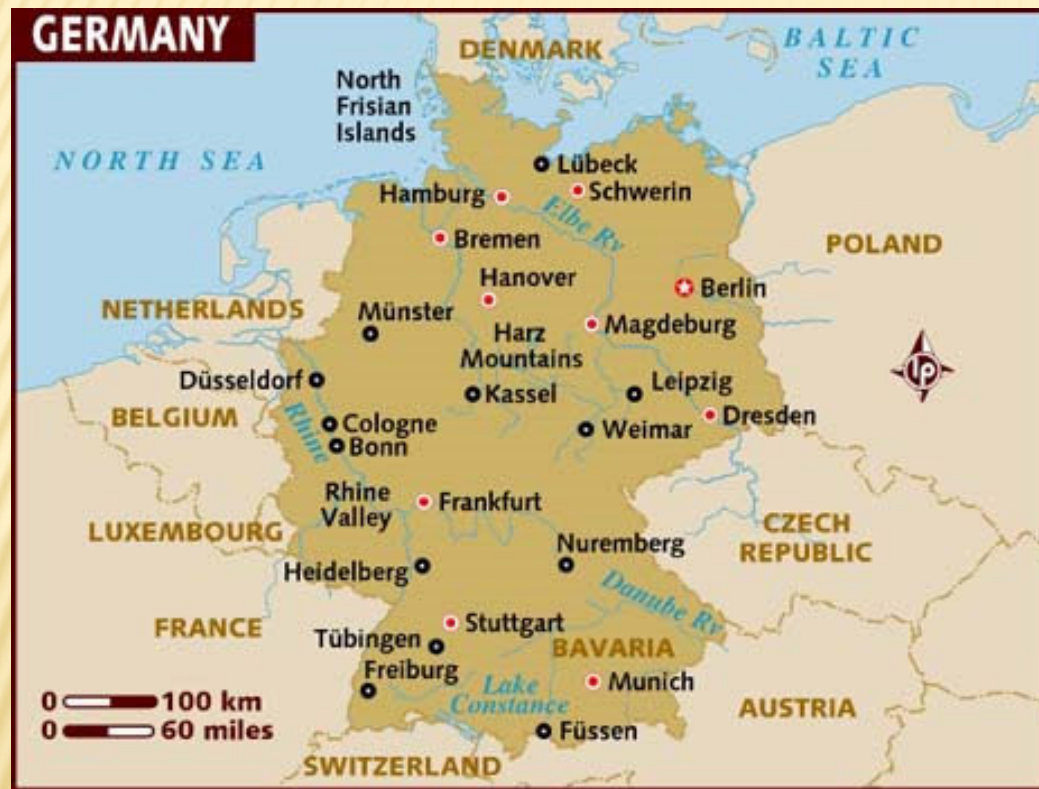 GERMANY
DENMARK
BALTIC
SEA
North
Frisian
Islands
NORTH SEA
Lübeck
Hamburg
Schwerin
Elbe Rv
Bremen
POLAND
Hanover
Berlin
NETHERLANDS
Münster
Magdeburg
Harz
Mountains
Düsseldorf
Kassel
Leipzig
BELGIUM
Rhine
Cologne
Weimar
Dresden
Bonn
Rhine
Valley
Frankfurt
LUXEMBOURG
CZECH
REPUBLIC
Nuremberg
Heidelberg
Danube Rv
FRANCE
Stuttgart
Tübingen
BAVARIA
Freiburg
Lake
Constance
Munich
0 100 km
0 60 miles
AUSTRIA
Füssen
SWITZERLAND
lp